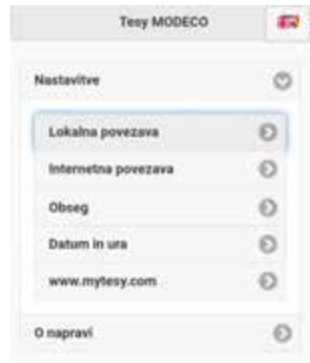 Tesy MODECO
Nastavitve
Lokalna povezava
Internetna povezava
Obseg
Datum in ura
www.mytesy.com
O napravi